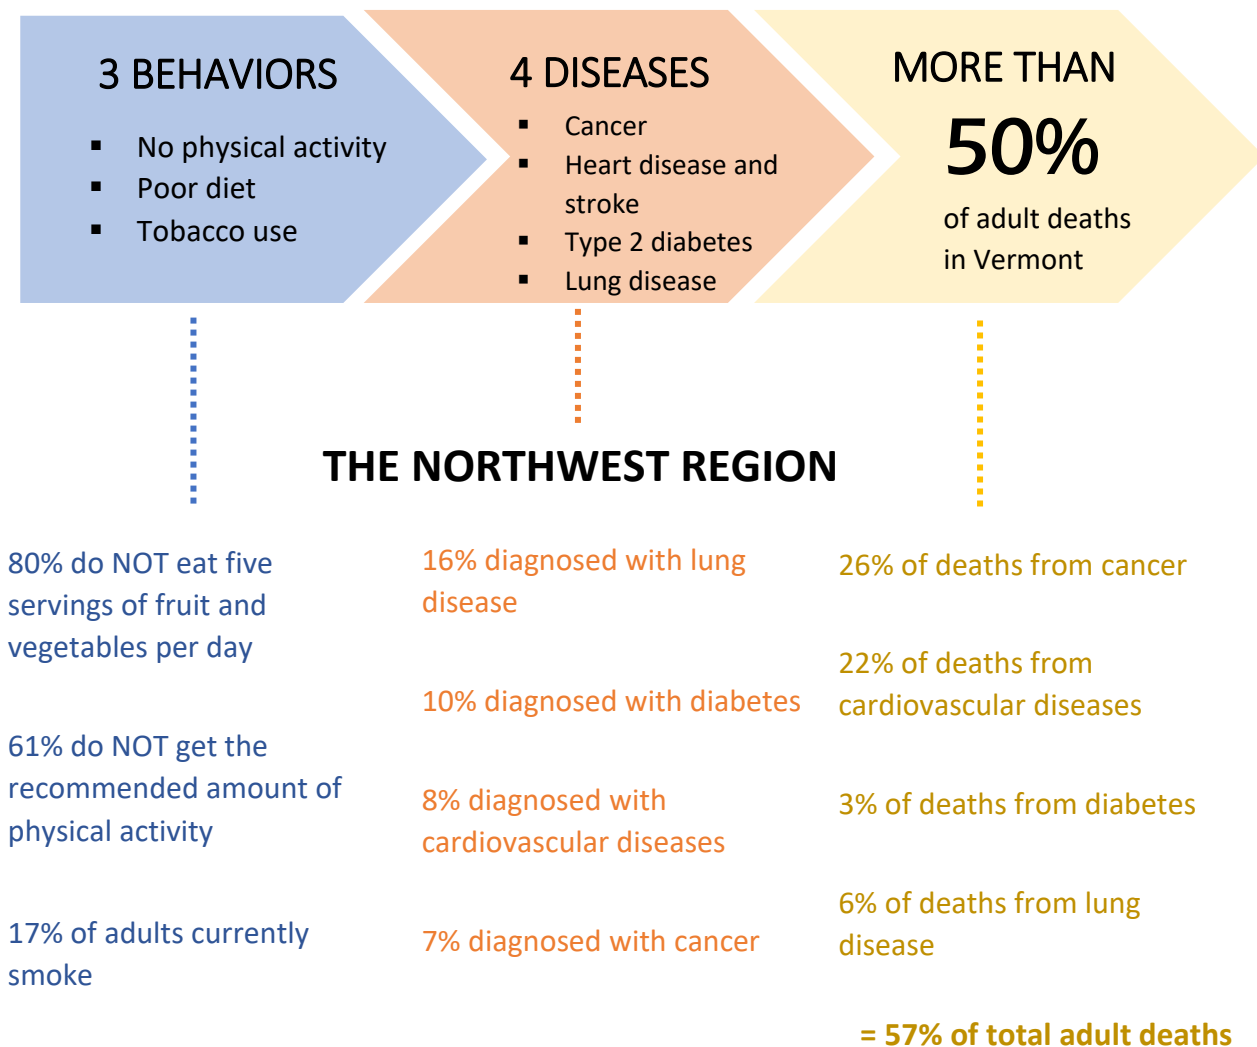 3 BEHAVIORS
▪ No physical activity
▪ Poor diet
▪ Tobacco use
4 DISEASES
▪ Cancer
▪ Heart disease and
stroke
▪ Type 2 diabetes
▪ Lung disease
MORE THAN
50%
of adult deaths
in Vermont
THE NORTHWEST REGION
80% do NOT eat five
servings of fruit and
vegetables per day
61% do NOT get the
recommended amount of
physical activity
17% of adults currently
smoke
16% diagnosed with lung
disease
10% diagnosed with diabetes
8% diagnosed with
cardiovascular diseases
7% diagnosed with cancer
26% of deaths from cancer
22% of deaths from
cardiovascular diseases
3% of deaths from diabetes
6% of deaths from lung
disease
= 57% of total adult deaths